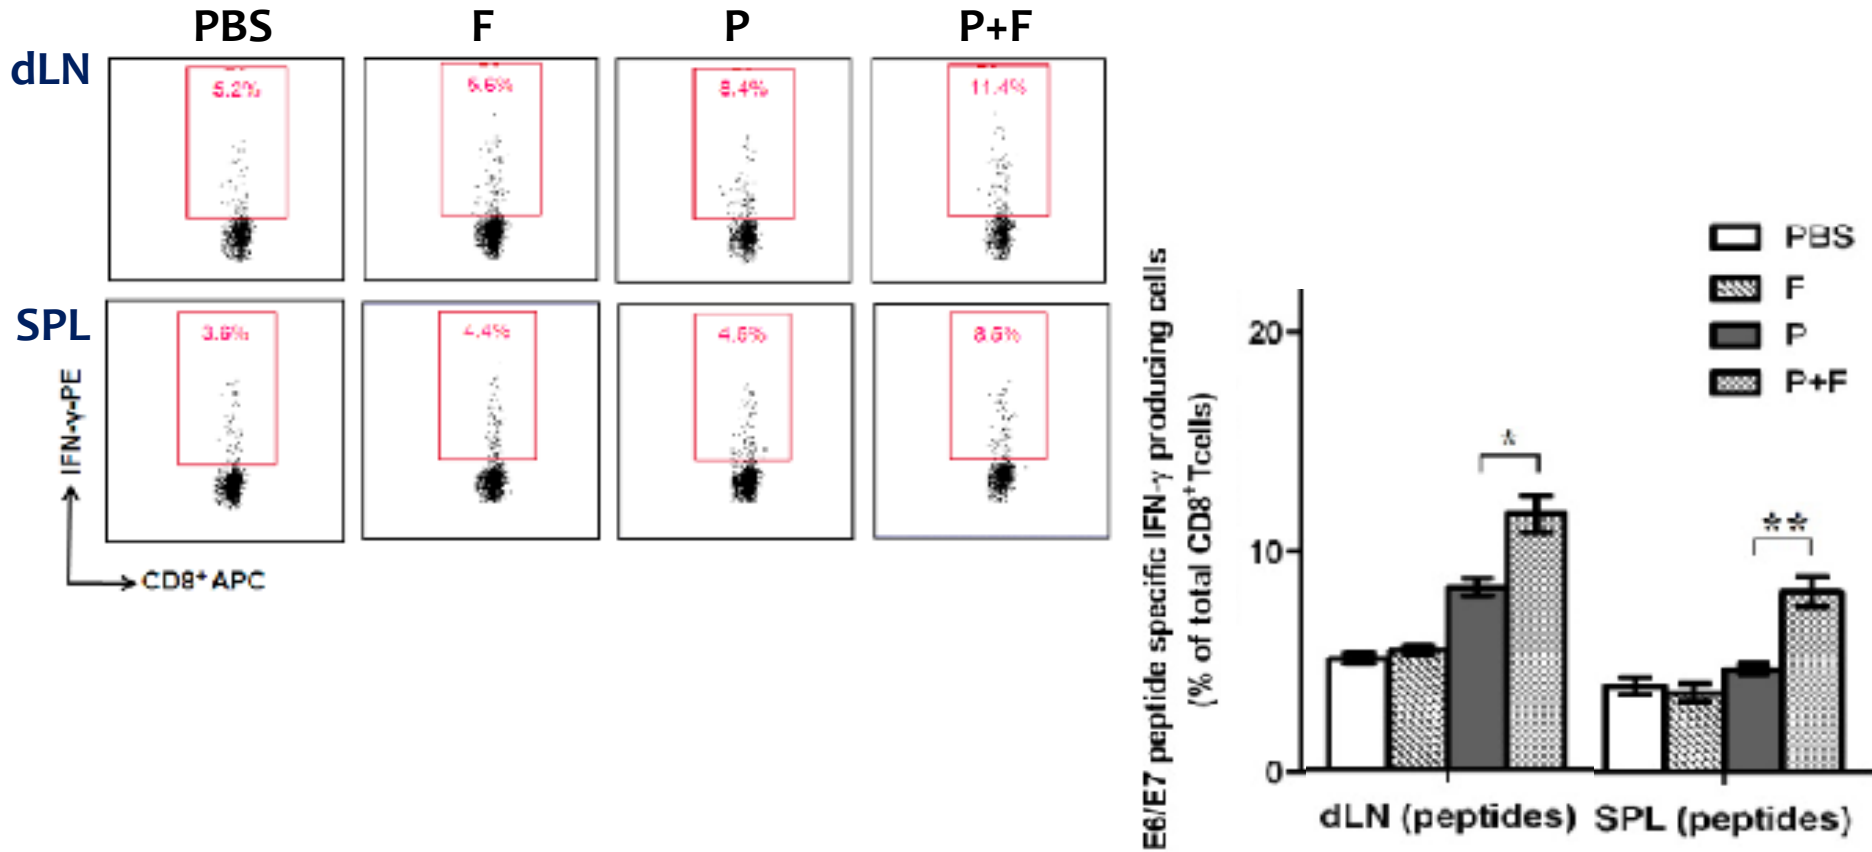 PBS F P P+F
dLN
5.2% 5.6% 8.4% 11.4%
SPL
3.8% 4.4% 4.6% 8.5%
IFN-γ-PE
CD8⁺ APC
E6/E7 peptide specific IFN-γ producing cells
(% of total CD8⁺Tcells)
PBS
F
P
P+F
20
10
0
*
**
dLN (peptides) SPL (peptides)